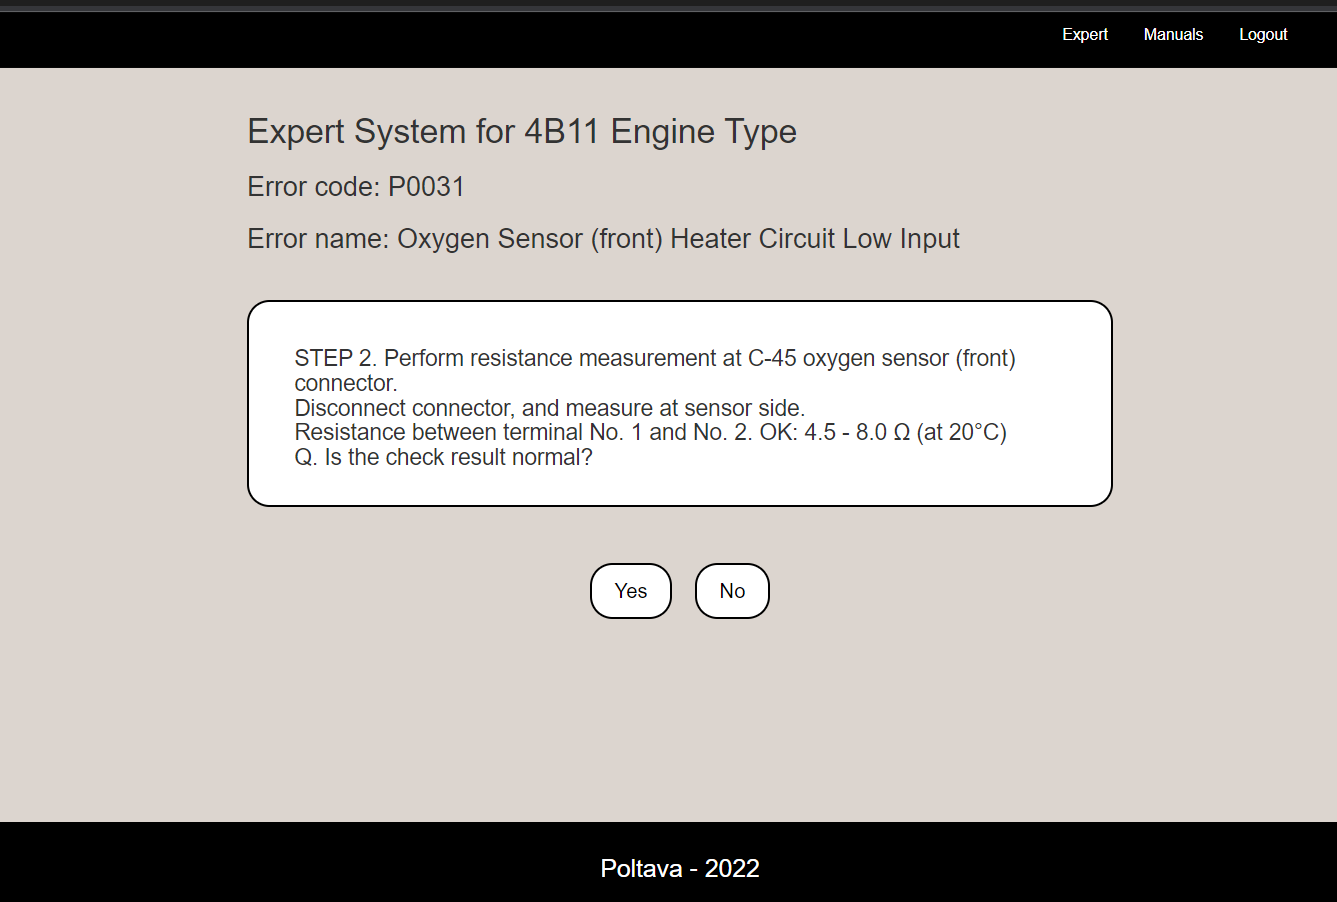 Expert Manuals Logout
Expert System for 4B11 Engine Type
Error code: P0031
Error name: Oxygen Sensor (front) Heater Circuit Low Input
STEP 2. Perform resistance measurement at C-45 oxygen sensor (front)
connector.
Disconnect connector, and measure at sensor side.
Resistance between terminal No. 1 and No. 2. OK: 4.5 - 8.0 Ω (at 20°C)
Q. Is the check result normal?
Yes No
Poltava - 2022